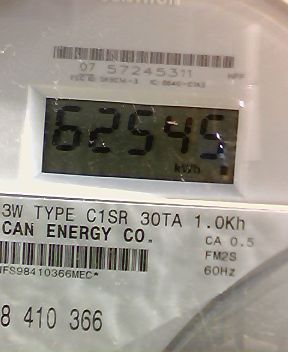 07 57245311
62545
kWh
3W TYPE C1SR 30TA 1.0Kh
CAN ENERGY CO.
CA 0.5
FM2S
NFS98410366MEC*
60Hz
8 410 366